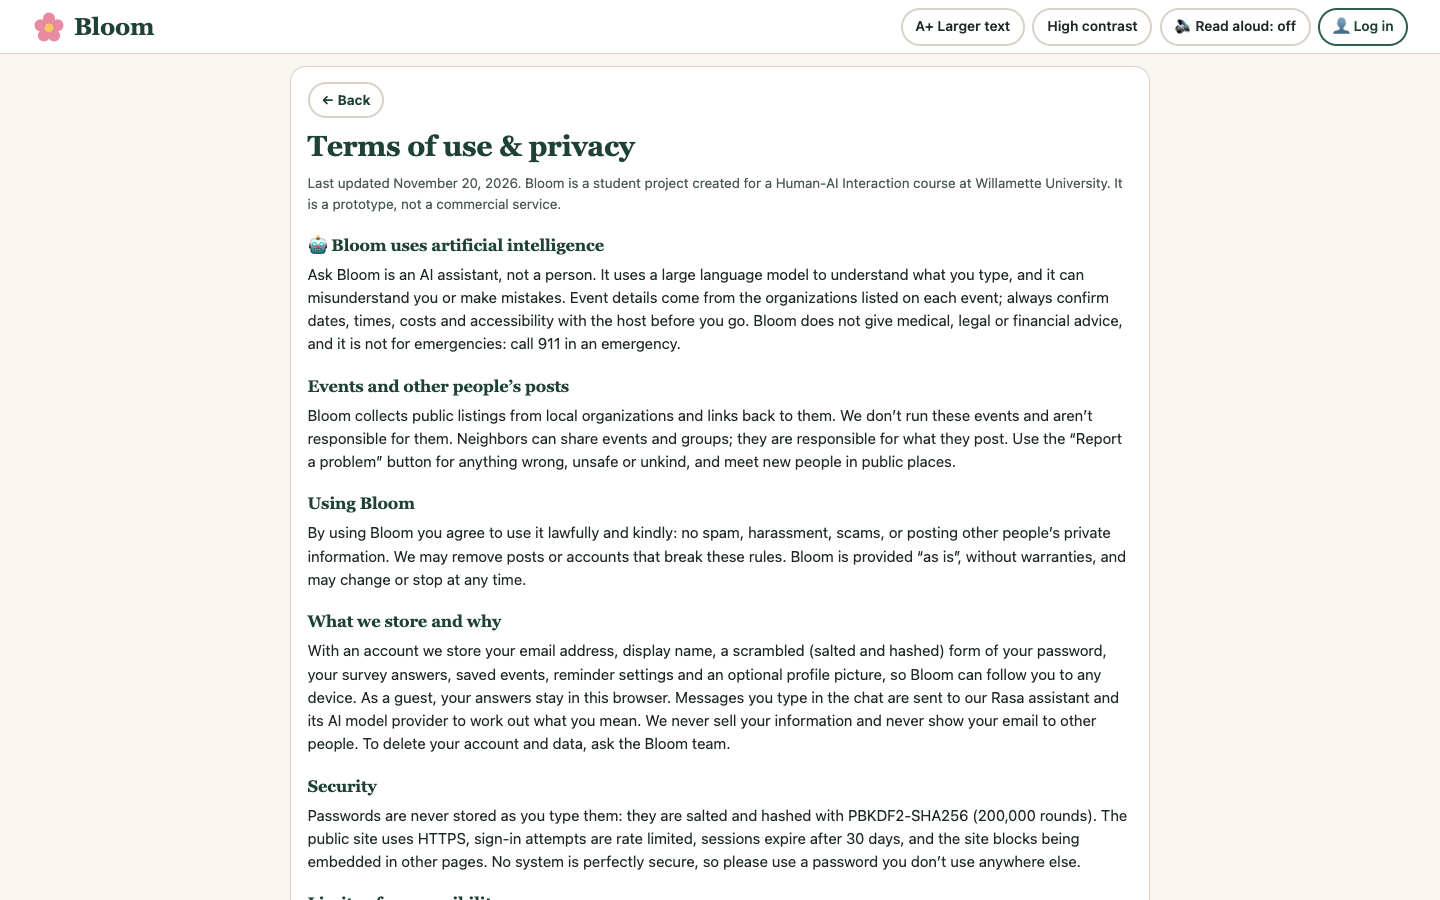 Bloom
A+ Larger text
High contrast
🔈 Read aloud: off
👤 Log in
← Back
Terms of use & privacy
Last updated November 20, 2026. Bloom is a student project created for a Human-AI Interaction course at Willamette University. It
is a prototype, not a commercial service.
🤖 Bloom uses artificial intelligence
Ask Bloom is an AI assistant, not a person. It uses a large language model to understand what you type, and it can
misunderstand you or make mistakes. Event details come from the organizations listed on each event; always confirm
dates, times, costs and accessibility with the host before you go. Bloom does not give medical, legal or financial advice,
and it is not for emergencies: call 911 in an emergency.
Events and other people’s posts
Bloom collects public listings from local organizations and links back to them. We don’t run these events and aren’t
responsible for them. Neighbors can share events and groups; they are responsible for what they post. Use the “Report
a problem” button for anything wrong, unsafe or unkind, and meet new people in public places.
Using Bloom
By using Bloom you agree to use it lawfully and kindly: no spam, harassment, scams, or posting other people’s private
information. We may remove posts or accounts that break these rules. Bloom is provided “as is”, without warranties, and
may change or stop at any time.
What we store and why
With an account we store your email address, display name, a scrambled (salted and hashed) form of your password,
your survey answers, saved events, reminder settings and an optional profile picture, so Bloom can follow you to any
device. As a guest, your answers stay in this browser. Messages you type in the chat are sent to our Rasa assistant and
its AI model provider to work out what you mean. We never sell your information and never show your email to other
people. To delete your account and data, ask the Bloom team.
Security
Passwords are never stored as you type them: they are salted and hashed with PBKDF2-SHA256 (200,000 rounds). The
public site uses HTTPS, sign-in attempts are rate limited, sessions expire after 30 days, and the site blocks being
embedded in other pages. No system is perfectly secure, so please use a password you don’t use anywhere else.